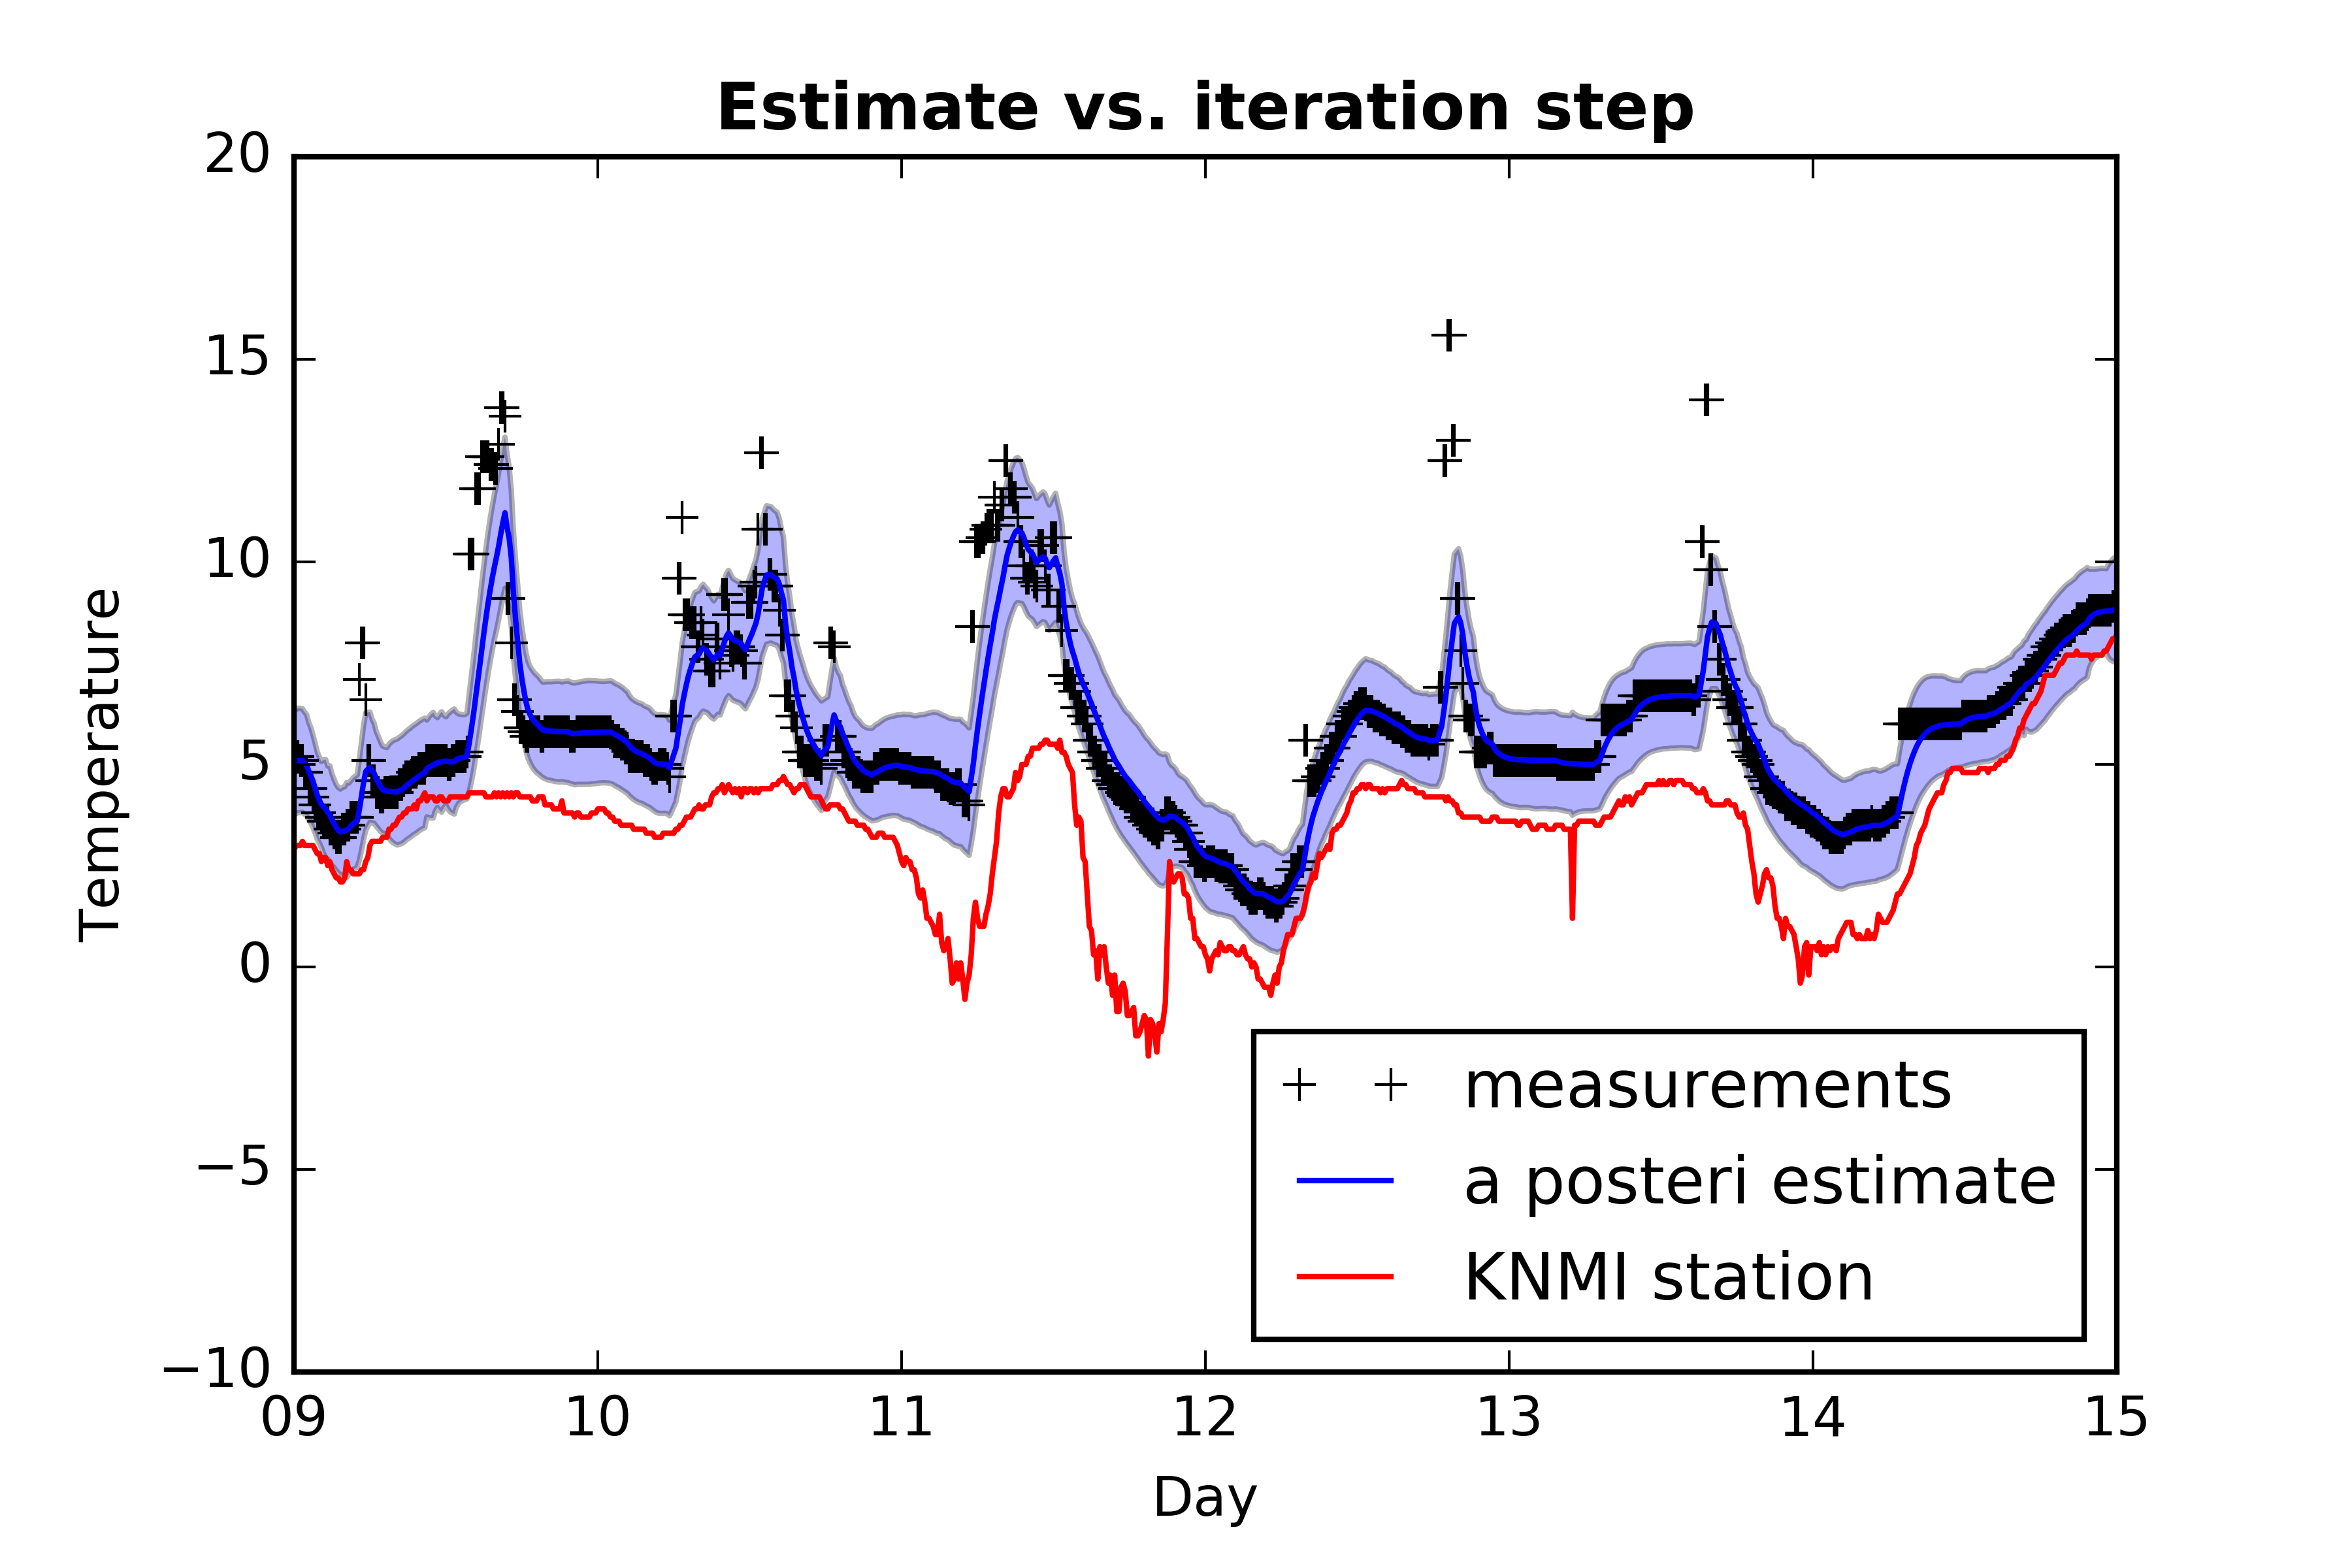 Estimate vs. iteration step
20
15
10
5
0
−5
−10
Temperature
measurements
a posteri estimate
KNMI station
09 10 11 12 13 14 15
Day